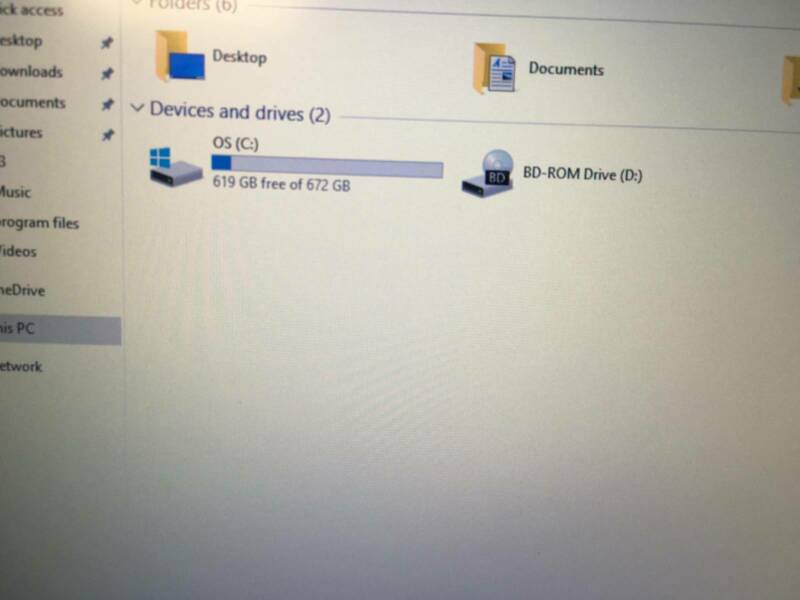 ick access
esktop
ownloads
ocuments
ictures
3
Music
rogram files
ideos
neDrive
his PC
etwork
Folders (6)
Desktop
Documents
Devices and drives (2)
OS (C:)
619 GB free of 672 GB
BD
BD-ROM Drive (D:)